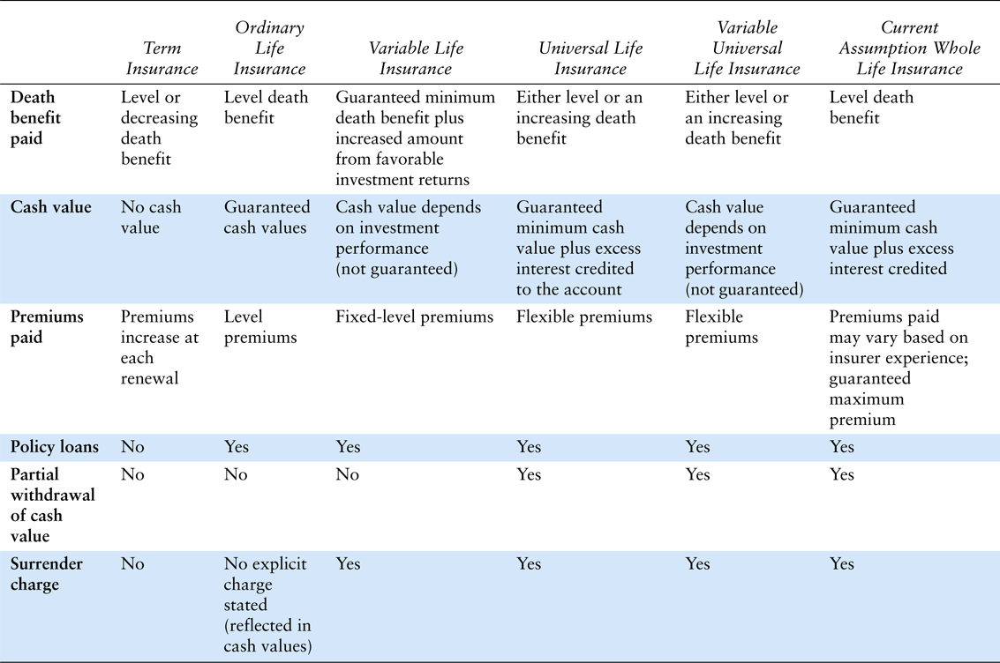 Term Insurance
Ordinary Life Insurance
Variable Life Insurance
Universal Life Insurance
Variable Universal Life Insurance
Current Assumption Whole Life Insurance
Death benefit paid
Level or decreasing death benefit
Level death benefit
Guaranteed minimum death benefit plus increased amount from favorable investment returns
Either level or an increasing death benefit
Either level or an increasing death benefit
Level death benefit
Cash value
No cash value
Guaranteed cash values
Cash value depends on investment performance (not guaranteed)
Guaranteed minimum cash value plus excess interest credited to the account
Cash value depends on investment performance (not guaranteed)
Guaranteed minimum cash value plus excess interest credited
Premiums paid
Premiums increase at each renewal
Level premiums
Fixed-level premiums
Flexible premiums
Flexible premiums
Premiums paid may vary based on insurer experience; guaranteed maximum premium
Policy loans
No
Yes
Yes
Yes
Yes
Yes
Partial withdrawal of cash value
No
No
No
Yes
Yes
Yes
Surrender charge
No
No explicit charge stated (reflected in cash values)
Yes
Yes
Yes
Yes